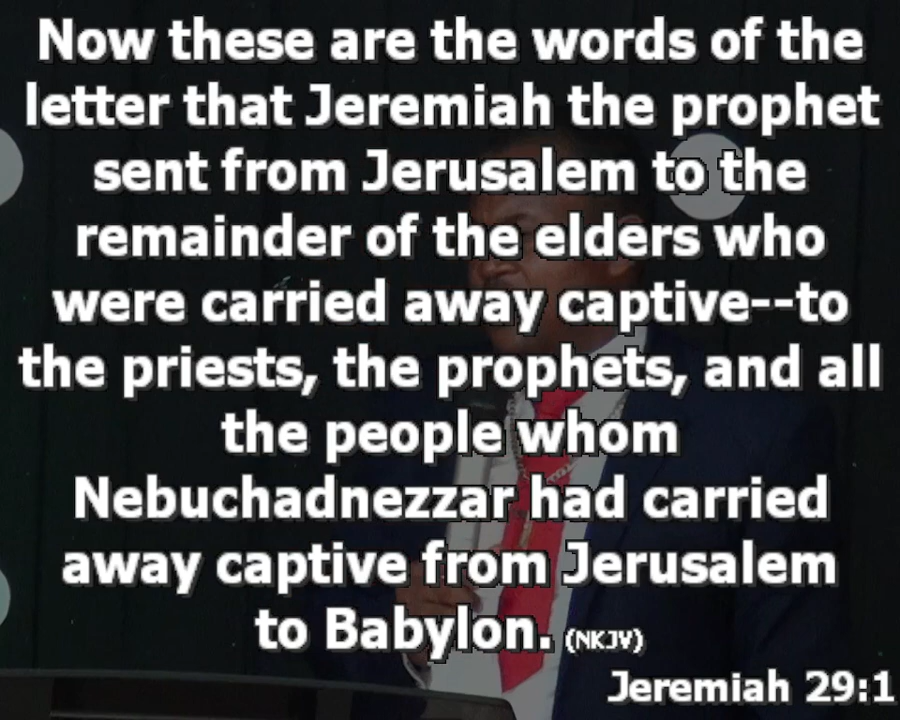 Now these are the words of the
letter that Jeremiah the prophet
sent from Jerusalem to the
remainder of the elders who
were carried away captive--to
the priests, the prophets, and all
the people whom
Nebuchadnezzar had carried
away captive from Jerusalem
to Babylon. (NKJV)
Jeremiah 29:1